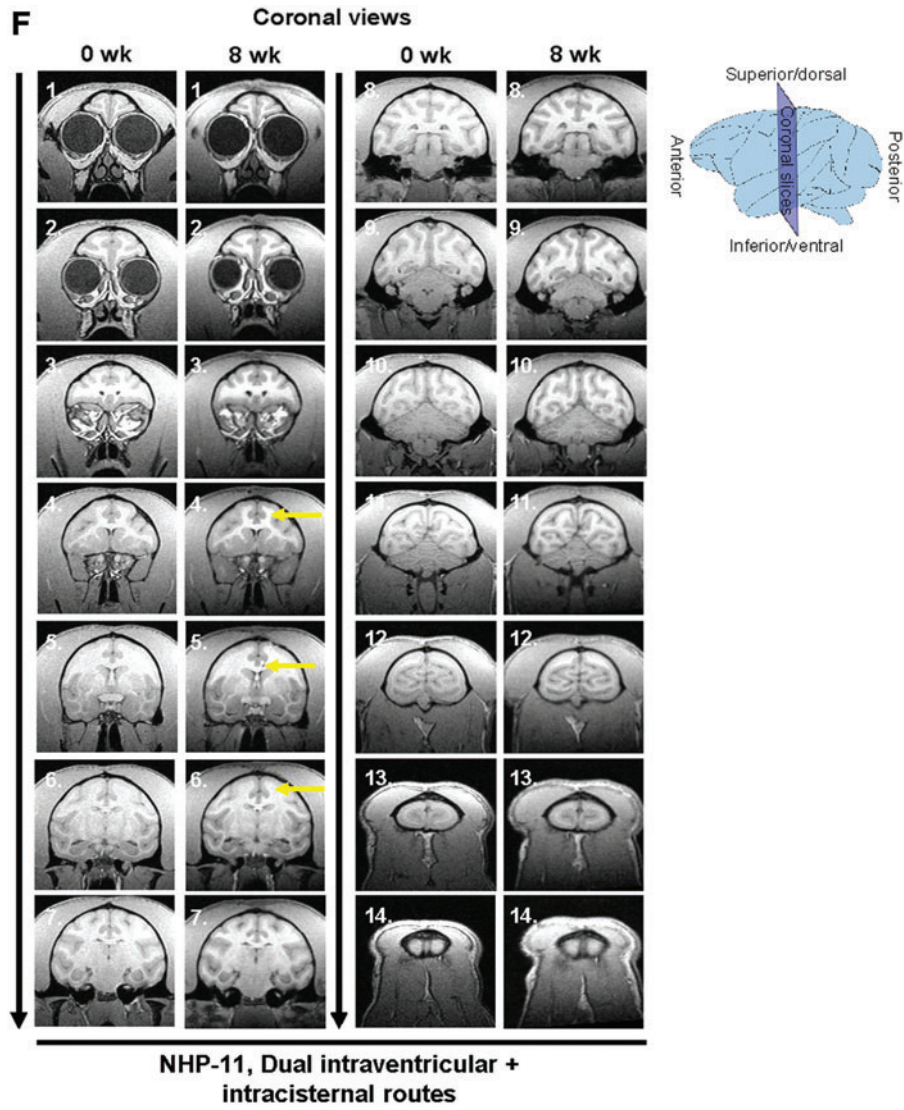 F
Coronal views
0 wk
8 wk
0 wk
8 wk
1
1
2.
2.
3.
3.
4.
4.
5.
5.
6.
6.
7.
7.
8.
8.
9.
9.
10.
10.
11.
11.
12.
12.
13.
13.
14.
14.
Superior/dorsal
Anterior
Coronal slices
Posterior
Inferior/ventral
NHP-11, Dual intraventricular +
intracisternal routes